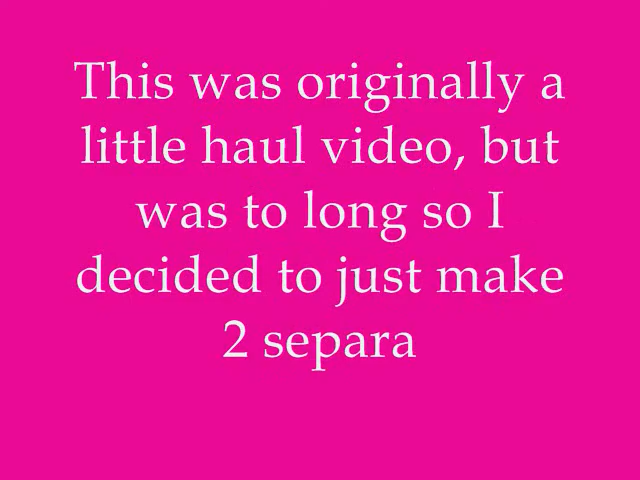 This was originally a
little haul video, but
was to long so I
decided to just make
2 separa